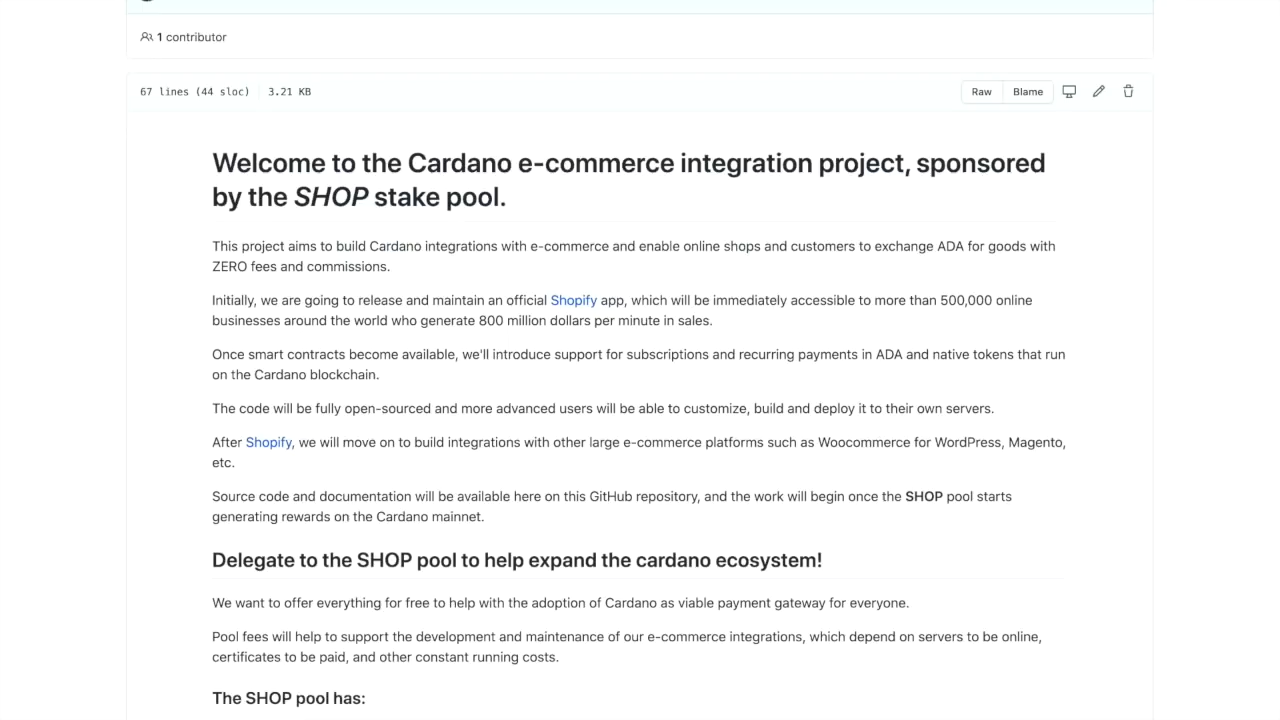 1 contributor
67 lines (44 sloc) 3.21 KB
Raw Blame
Welcome to the Cardano e-commerce integration project, sponsored
by the SHOP stake pool.
This project aims to build Cardano integrations with e-commerce and enable online shops and customers to exchange ADA for goods with
ZERO fees and commissions.
Initially, we are going to release and maintain an official Shopify app, which will be immediately accessible to more than 500,000 online
businesses around the world who generate 800 million dollars per minute in sales.
Once smart contracts become available, we'll introduce support for subscriptions and recurring payments in ADA and native tokens that run
on the Cardano blockchain.
The code will be fully open-sourced and more advanced users will be able to customize, build and deploy it to their own servers.
After Shopify, we will move on to build integrations with other large e-commerce platforms such as Woocommerce for WordPress, Magento,
etc.
Source code and documentation will be available here on this GitHub repository, and the work will begin once the SHOP pool starts
generating rewards on the Cardano mainnet.
Delegate to the SHOP pool to help expand the cardano ecosystem!
We want to offer everything for free to help with the adoption of Cardano as viable payment gateway for everyone.
Pool fees will help to support the development and maintenance of our e-commerce integrations, which depend on servers to be online,
certificates to be paid, and other constant running costs.
The SHOP pool has: